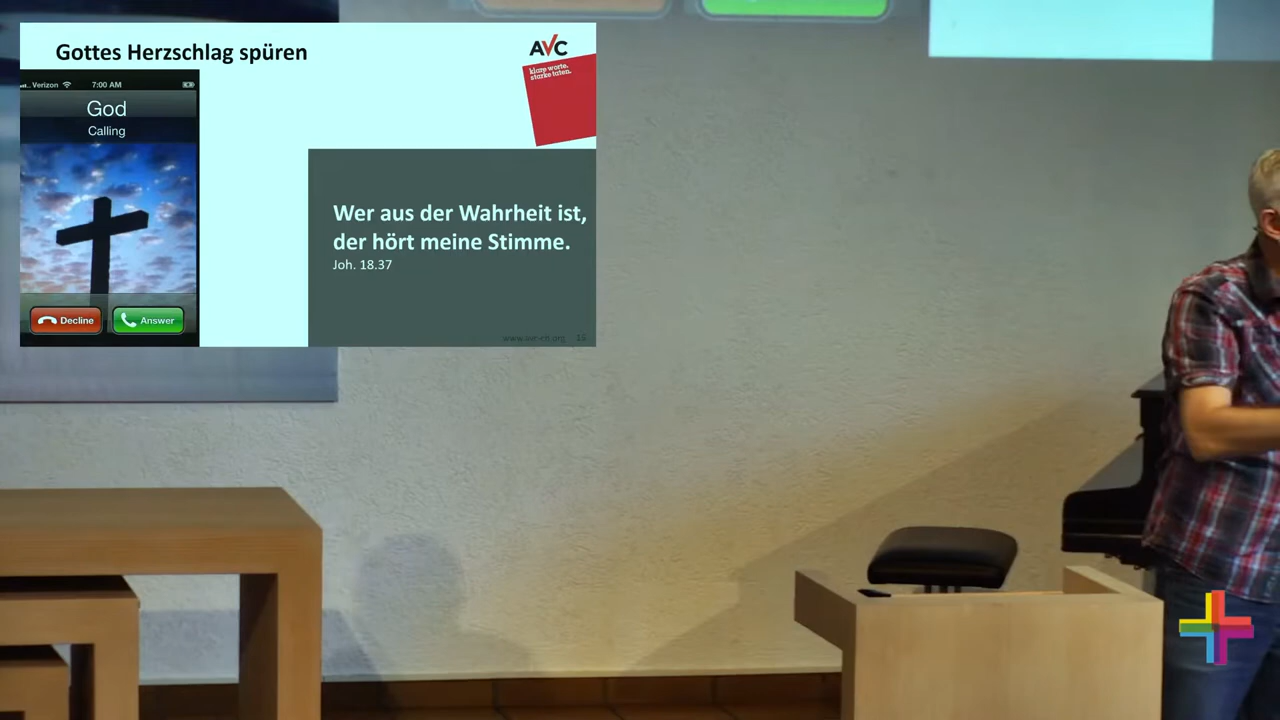 Gottes Herzschlag spüren
AVC
klare worte.
starke taten.
Verizon 7:00 AM
God
Calling
Wer aus der Wahrheit ist,
der hört meine Stimme.
Joh. 18.37
Decline Answer